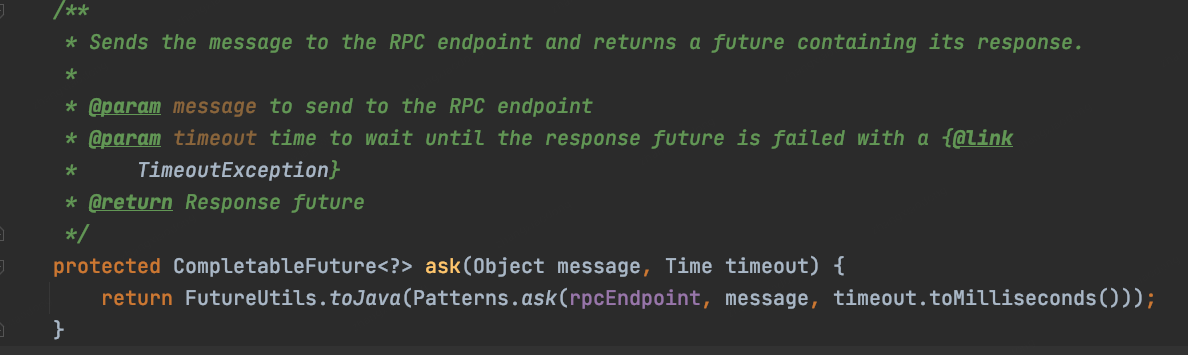 /**
 * Sends the message to the RPC endpoint and returns a future containing its response.
 *
 * @param message to send to the RPC endpoint
 * @param timeout time to wait until the response future is failed with a {@link
 *     TimeoutException}
 * @return Response future
 */
protected CompletableFuture<?> ask(Object message, Time timeout) {
    return FutureUtils.toJava(Patterns.ask(rpcEndpoint, message, timeout.toMilliseconds()));
}